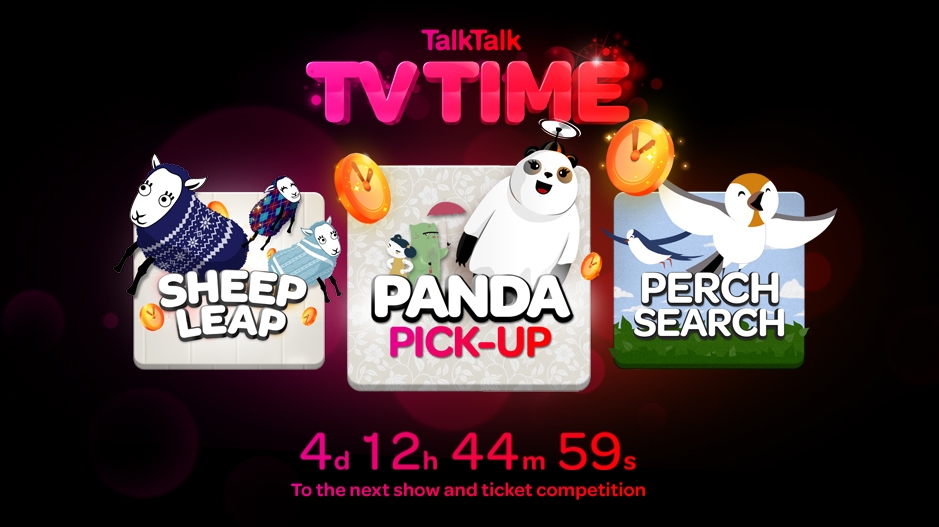 TalkTalk
TV TIME
SHEEP
LEAP
PANDA
PICK-UP
PERCH
SEARCH
4d 12h 44m 59s
To the next show and ticket competition